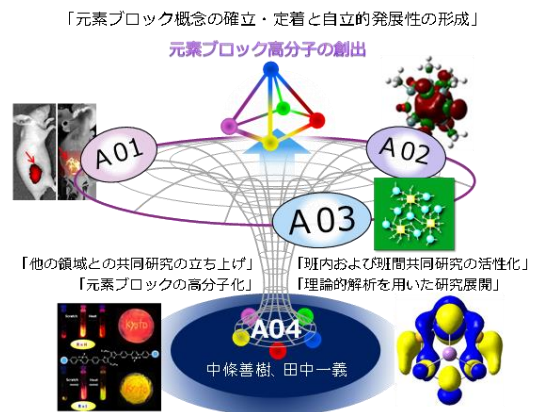 「元素ブロック概念の確立・定着と自立的発展性の形成」
元素ブロック高分子の創出
A01
A02
A03
「他の領域との共同研究の立ち上げ」
「班内および班間共同研究の活性化」
「元素ブロックの高分子化」
「理論的解析を用いた研究展開」
A04
中條善樹、田中一義